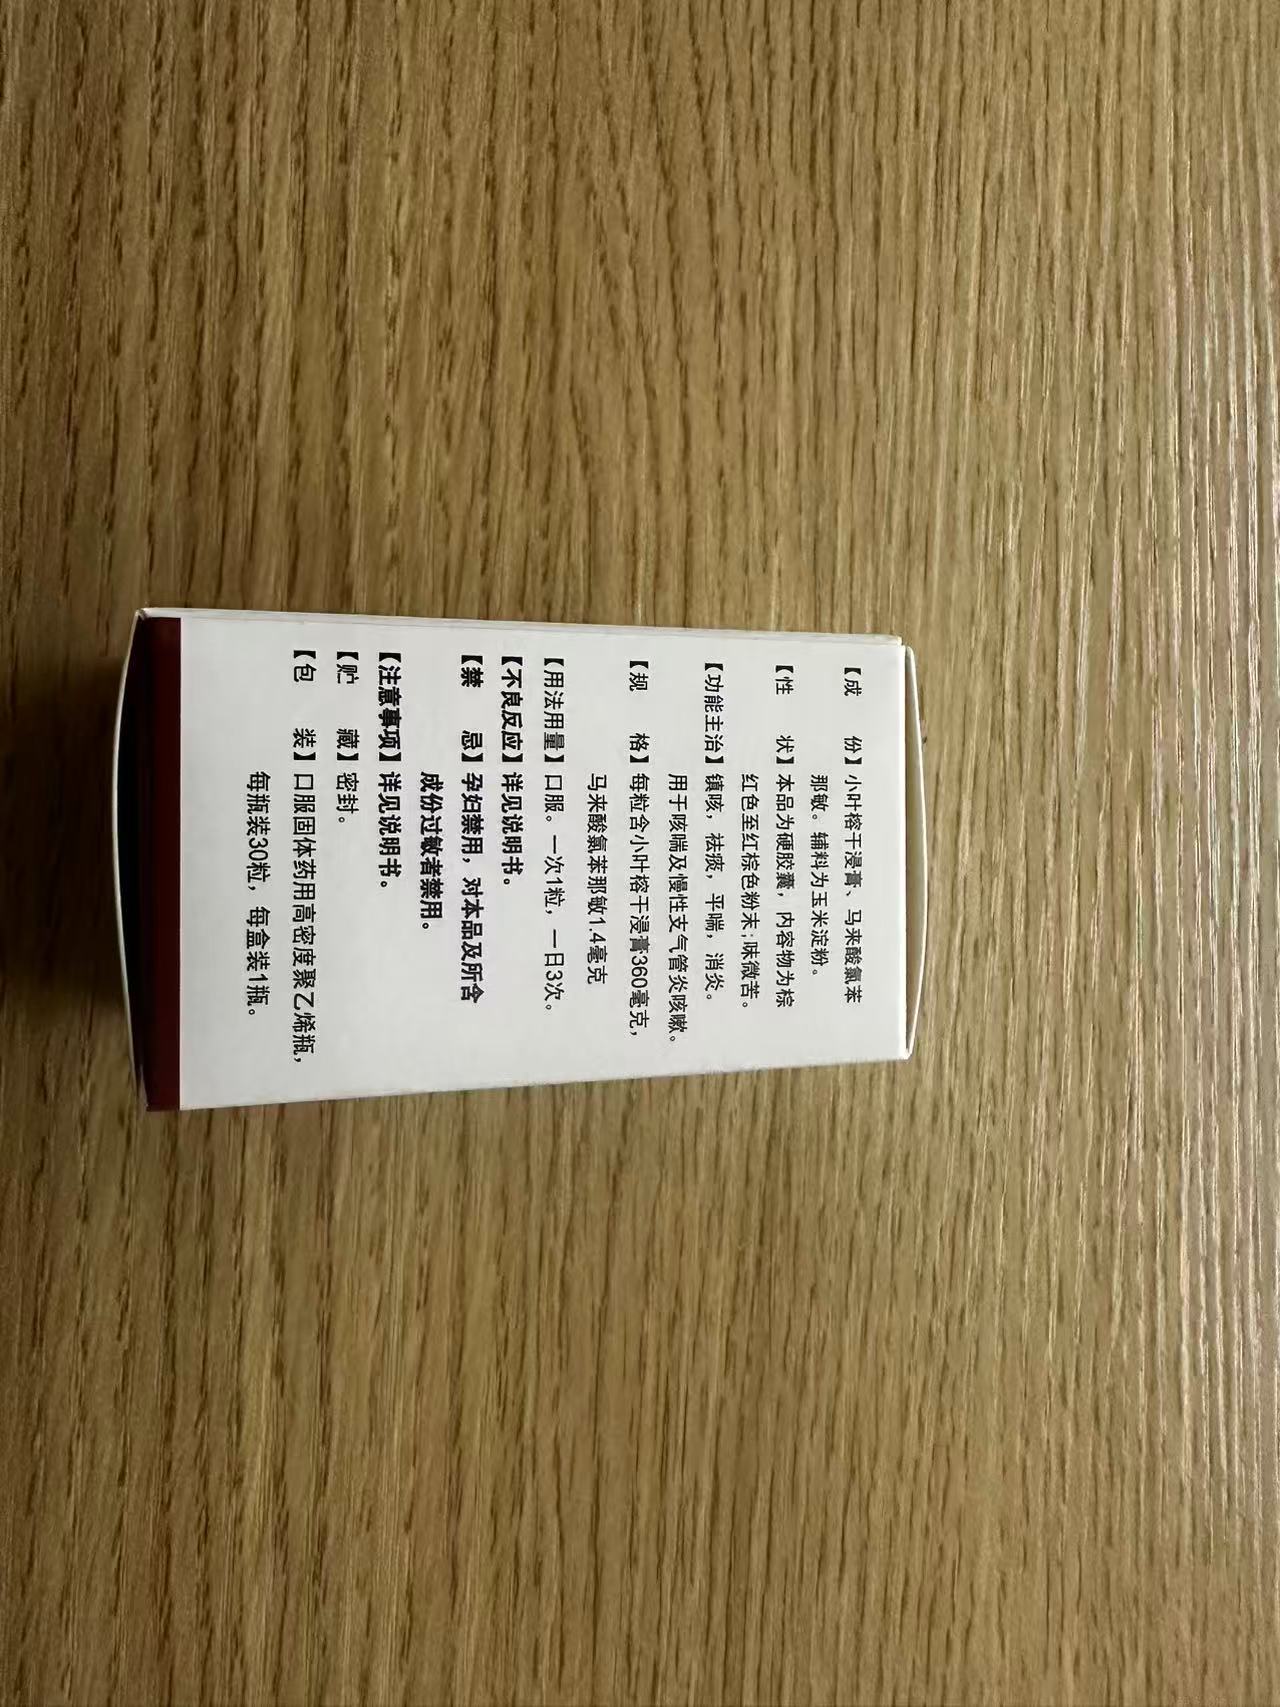 【成　　份】小叶榕干浸膏、马来酸氯苯
那敏。辅料为玉米淀粉。
【性　　状】本品为硬胶囊，内容物为棕
红色至红棕色粉末；味微苦。
【功能主治】镇咳，祛痰，平喘，消炎。
用于咳喘及慢性支气管炎咳嗽。
【规　　格】每粒含小叶榕干浸膏360毫克，
马来酸氯苯那敏1.4毫克
【用法用量】口服。一次1粒，一日3次。
【不良反应】详见说明书。
【禁　　忌】孕妇禁用，对本品及所含
成份过敏者禁用。
【注意事项】详见说明书。
【贮　　藏】密封。
【包　　装】口服固体药用高密度聚乙烯瓶，
每瓶装30粒，每盒装1瓶。